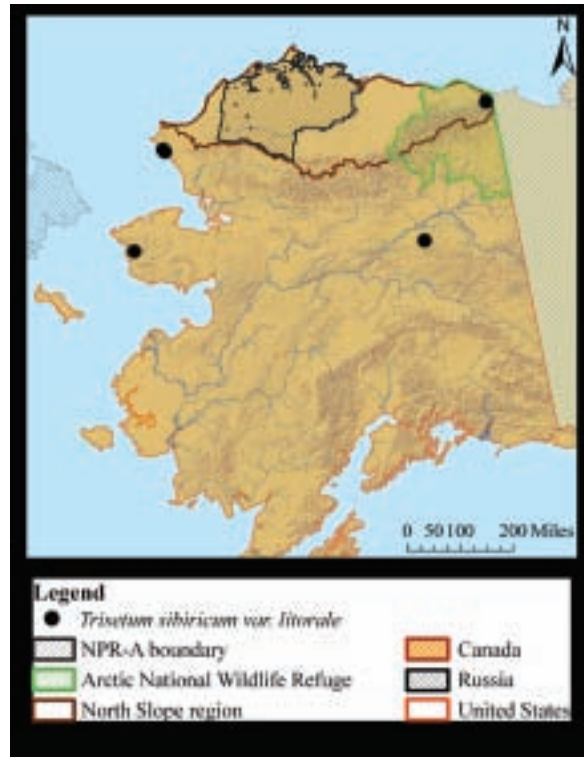 N
0 50 100 200 Miles
Legend
Trisetum sibiricum var. litorale
NPR-A boundary
Canada
Arctic National Wildlife Refuge
Russia
North Slope region
United States